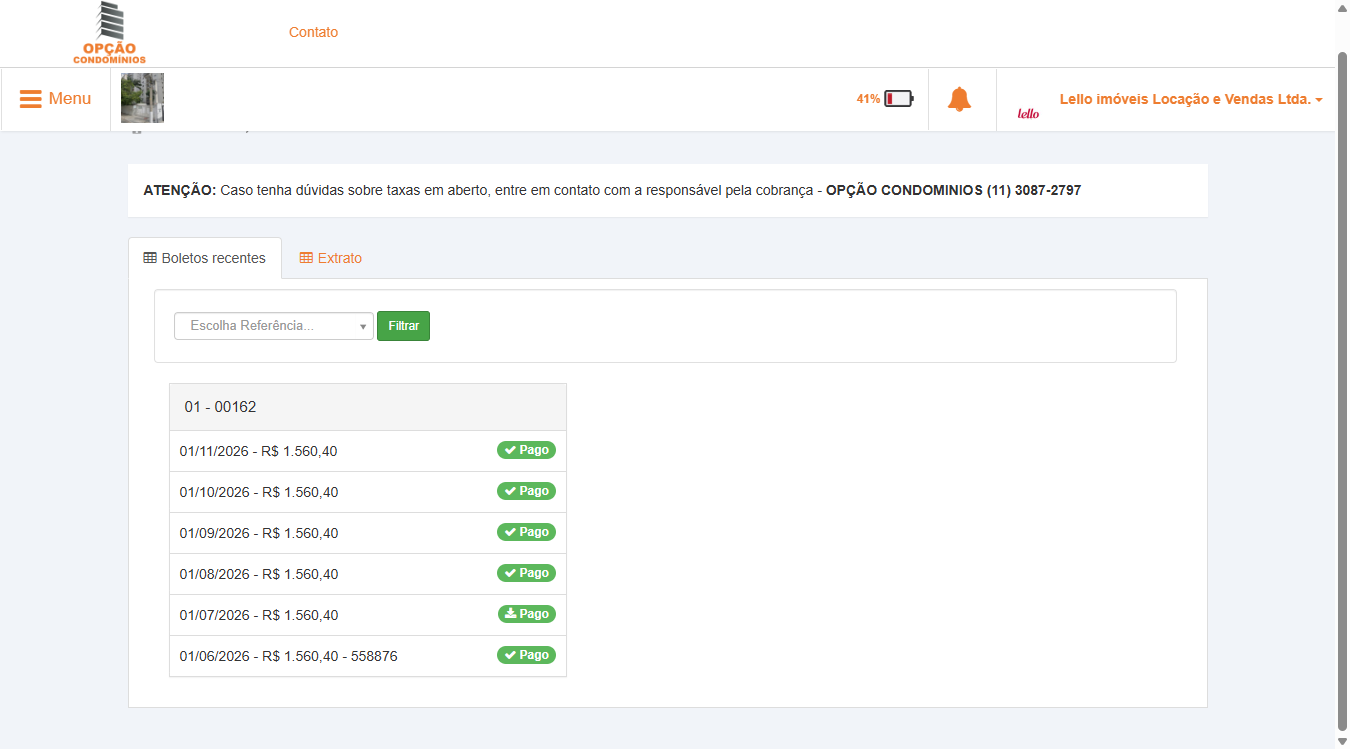 OPÇÃO
CONDOMÍNIOS
Contato
Menu
41%
lello
Lello imóveis Locação e Vendas Ltda.
ATENÇÃO: Caso tenha dúvidas sobre taxas em aberto, entre em contato com a responsável pela cobrança - OPÇÃO CONDOMINIOS (11) 3087-2797
Boletos recentes
Extrato
Escolha Referência...
Filtrar
01 - 00162
01/11/2026 - R$ 1.560,40 Pago
01/10/2026 - R$ 1.560,40 Pago
01/09/2026 - R$ 1.560,40 Pago
01/08/2026 - R$ 1.560,40 Pago
01/07/2026 - R$ 1.560,40 Pago
01/06/2026 - R$ 1.560,40 - 558876 Pago